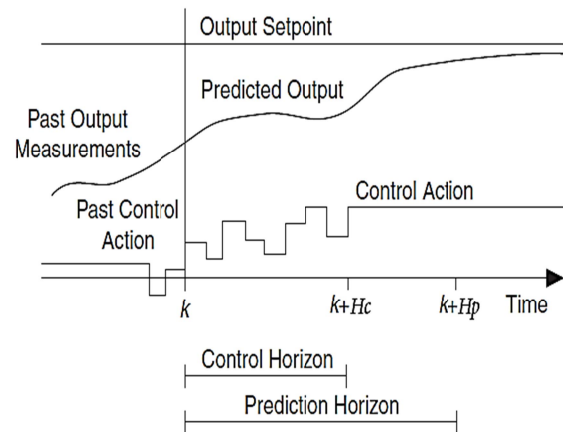 Output Setpoint
Predicted Output
Past Output
Measurements
Past Control
Action
Control Action
k
k+Hc
k+Hp
Time
Control Horizon
Prediction Horizon